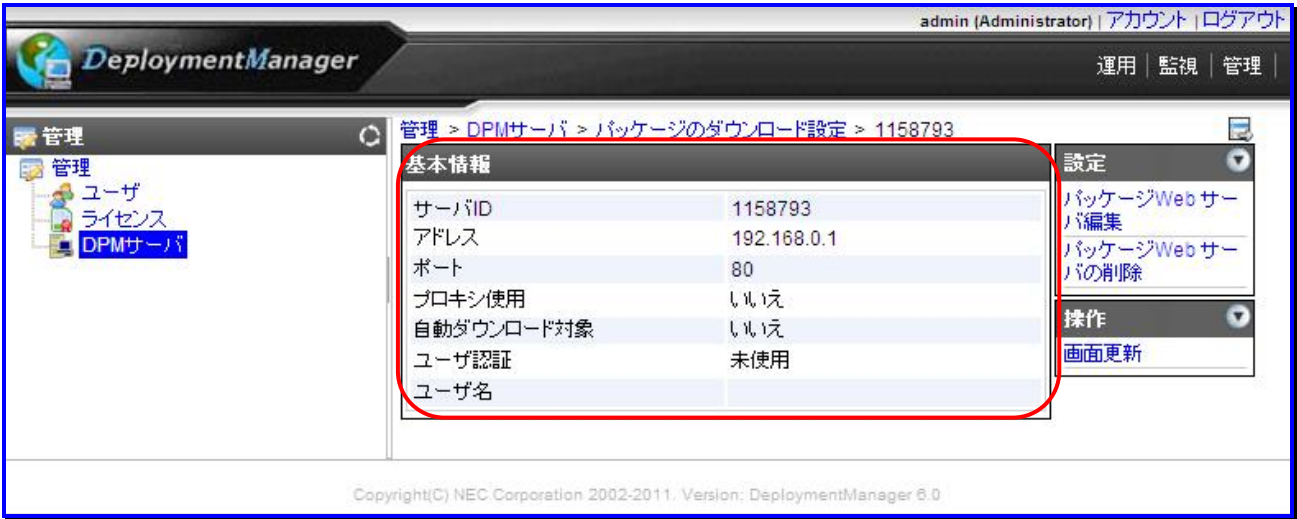 admin (Administrator) | アカウント | ログアウト
DeploymentManager
運用 | 監視 | 管理 |
管理
管理
ユーザ
ライセンス
DPMサーバ
管理 > DPMサーバ > パッケージのダウンロード設定 > 1158793
基本情報
サーバID 1158793
アドレス 192.168.0.1
ポート 80
プロキシ使用 いいえ
自動ダウンロード対象 いいえ
ユーザ認証 未使用
ユーザ名
設定
パッケージWeb サー
バ編集
パッケージWeb サー
バの削除
操作
画面更新
Copyright(C) NEC Corporation 2002-2011. Version: DeploymentManager 6.0